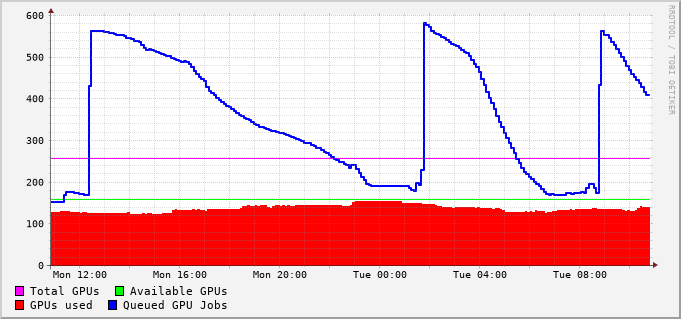 600
500
400
300
200
100
0
Mon 12:00 Mon 16:00 Mon 20:00 Tue 00:00 Tue 04:00 Tue 08:00
Total GPUs Available GPUs
GPUs used Queued GPU Jobs
RRDTOOL / TOBI OETIKER